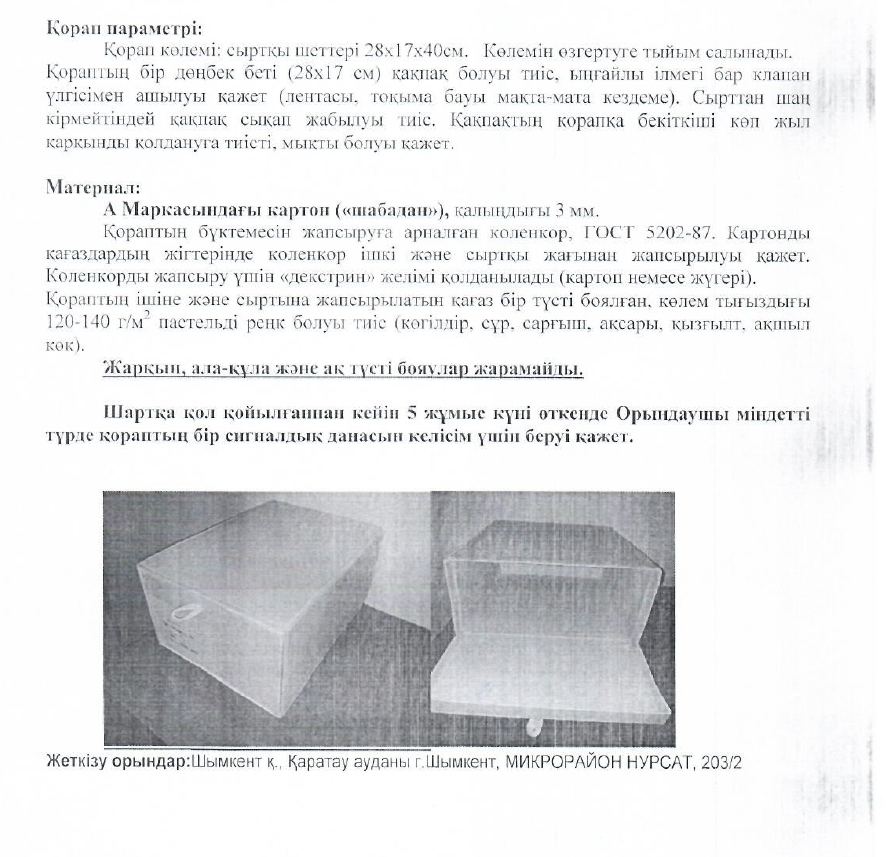 Қорап параметрі:
Қорап көлемі: сыртқы шеттері 28х17х40см. Көлемін өзгертуге тыйым салынады.
Қораптың бір дөңбек беті (28х17 см) қақпақ болуы тиіс, ыңғайлы ілмегі бар клапан
үлгісімен ашылуы қажет (лентасы, тоқыма бауы мақта-мата кездеме). Сырттан шаң
кірмейтіндей қақпақ сықап жабылуы тиіс. Қақпақтың қорапқа бекіткіші көп жыл
қарқынды қолдануға тиісті, мықты болуы қажет.
Материал:
А Маркасындағы картон («шабадан»), қалыңдығы 3 мм.
Қораптың бүктемесін жапсыруға арналған коленкор, ГОСТ 5202-87. Картонды
қағаздардың жігтерінде коленкор ішкі және сыртқы жағынан жапсырылуы қажет.
Коленкорды жапсыру үшін «декстрин» желімі қолданылады (картоп немесе жүгері).
Қораптың ішіне және сыртына жапсырылатын қағаз бір түсті боялған, көлем тығыздығы
120-140 г/м² пастельді реңк болуы тиіс (көгілдір, сұр, сарғыш, ақсары, қызғылт, ақшыл
көк).
Жарқын, ала-құла және ақ түсті бояулар жарамайды.
Шартқа қол қойылғаннан кейін 5 жұмыс күні өткенде Орындаушы міндетті
түрде қораптың бір сигналдық данасын келісім үшін беруі қажет.
Жеткізу орындар:Шымкент қ., Қаратау ауданы г.Шымкент, МИКРОРАЙОН НУРСАТ, 203/2